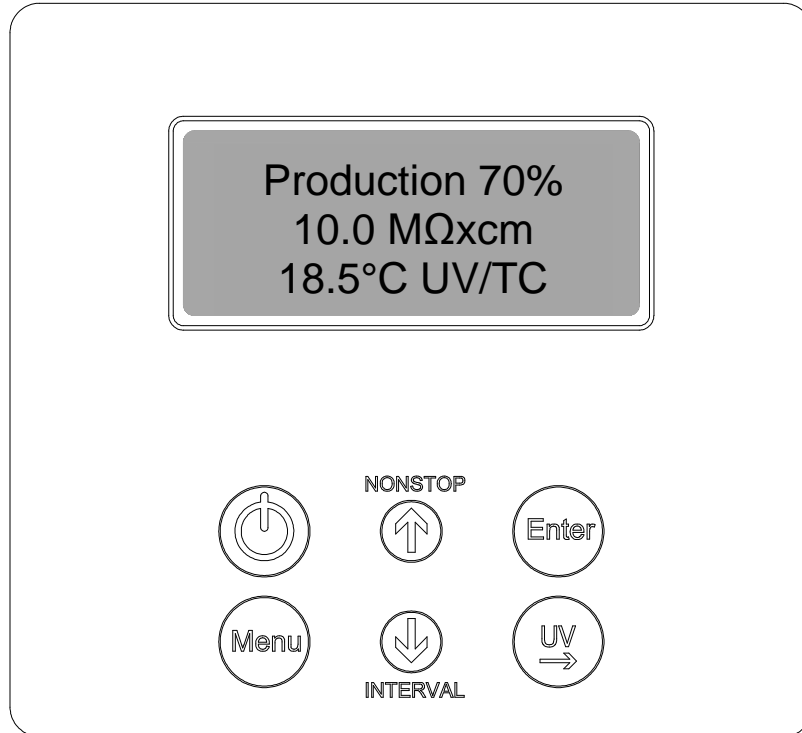 Production 70%
10.0 MΩxcm
18.5°C UV/TC
NONSTOP
Enter
Menu
UV
INTERVAL